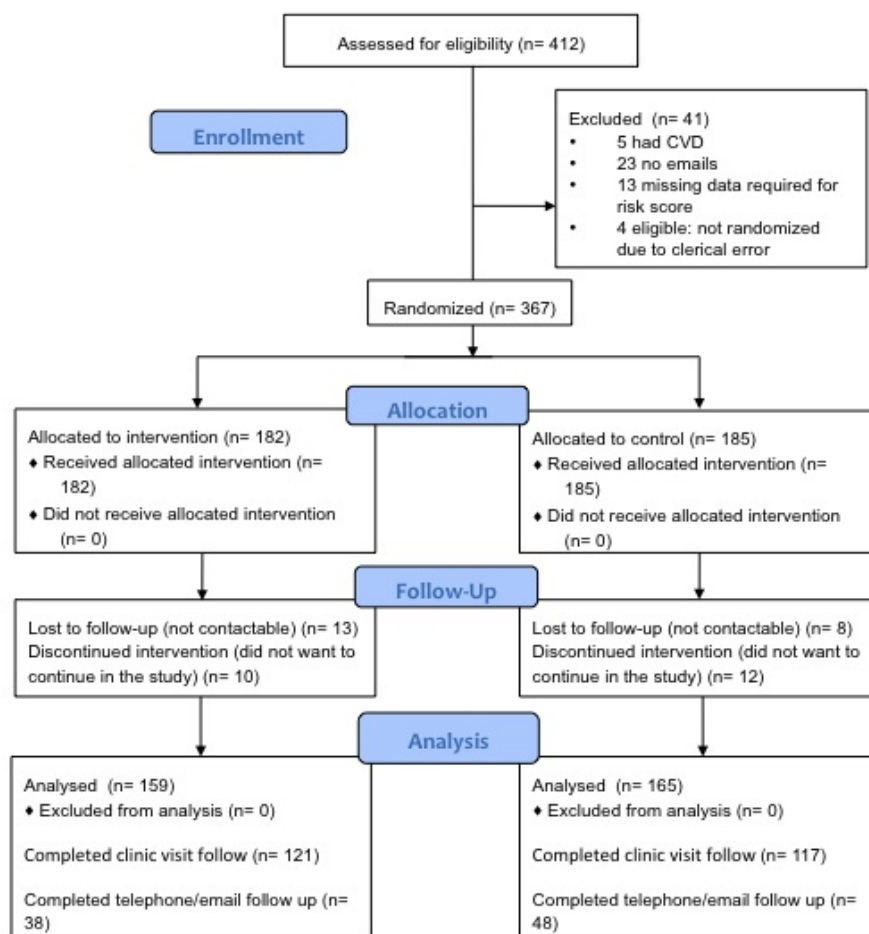 Assessed for eligibility (n= 412)
Enrollment
Excluded  (n= 41)
•	5 had CVD
•	23 no emails
•	13 missing data required for
risk score
•	4 eligible: not randomized
due to clerical error
Randomized (n= 367)
Allocation
Allocated to intervention (n= 182)
♦ Received allocated intervention (n=
182)
♦ Did not receive allocated intervention
(n= 0)
Allocated to control (n= 185)
♦ Received allocated intervention (n=
185)
♦ Did not receive allocated intervention
(n= 0)
Follow-Up
Lost to follow-up (not contactable) (n= 13)
Discontinued intervention (did not want to
continue in the study) (n= 10)
Lost to follow-up (not contactable) (n= 8)
Discontinued intervention (did not want to
continue in the study) (n= 12)
Analysis
Analysed  (n= 159)
♦ Excluded from analysis (n= 0)
Completed clinic visit follow (n= 121)
Completed telephone/email follow up (n=
38)
Analysed  (n= 165)
♦ Excluded from analysis (n= 0)
Completed clinic visit follow (n= 117)
Completed telephone/email follow up (n=
48)